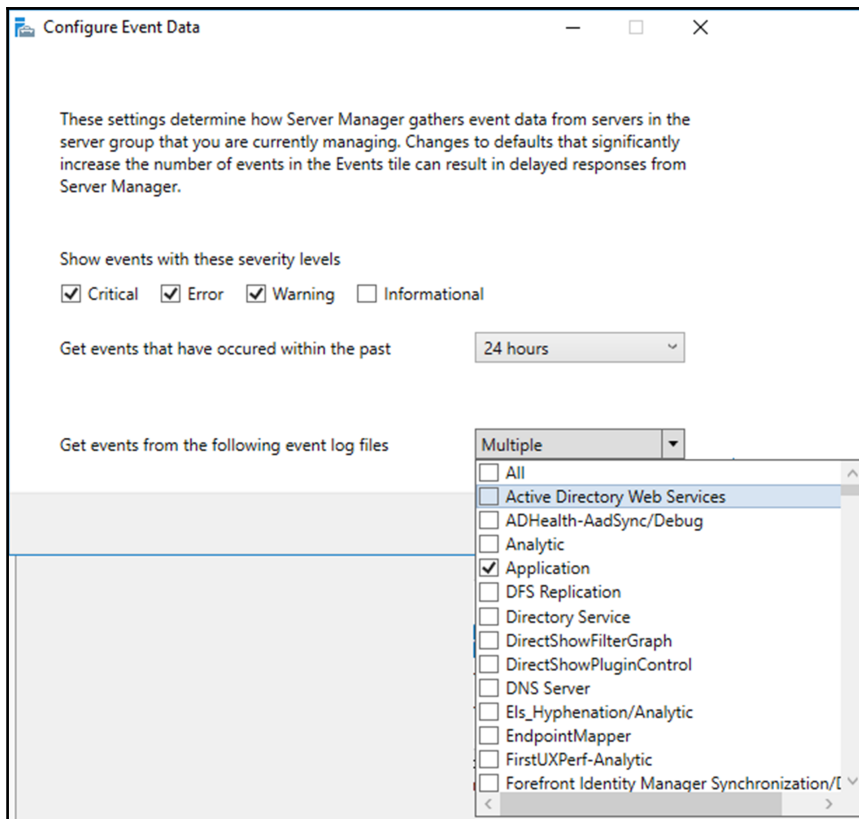 Configure Event Data
These settings determine how Server Manager gathers event data from servers in the
server group that you are currently managing. Changes to defaults that significantly
increase the number of events in the Events tile can result in delayed responses from
Server Manager.
Show events with these severity levels
Critical Error Warning Informational
Get events that have occured within the past 24 hours
Get events from the following event log files Multiple
All
Active Directory Web Services
ADHealth-AadSync/Debug
Analytic
Application
DFS Replication
Directory Service
DirectShowFilterGraph
DirectShowPluginControl
DNS Server
Els_Hyphenation/Analytic
EndpointMapper
FirstUXPerf-Analytic
Forefront Identity Manager Synchronization/